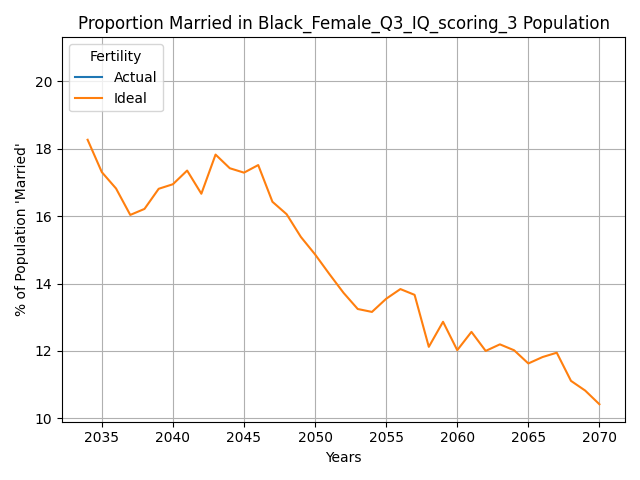 Proportion Married in Black_Female_Q3_IQ_scoring_3 Population
Fertility
Actual
Ideal
% of Population 'Married'
20
18
16
14
12
10
2035 2040 2045 2050 2055 2060 2065 2070
Years